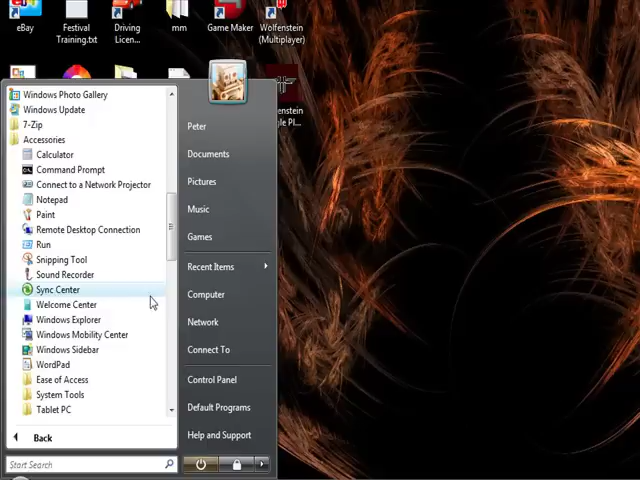 eBay
Festival
Training.txt
Driving
Licen...
mm
Game Maker
Wolfenstein
(Multiplayer)
enstein
gle Pl...
Windows Photo Gallery
Windows Update
7-Zip
Accessories
Calculator
Command Prompt
Connect to a Network Projector
Notepad
Paint
Remote Desktop Connection
Run
Snipping Tool
Sound Recorder
Sync Center
Welcome Center
Windows Explorer
Windows Mobility Center
Windows Sidebar
WordPad
Ease of Access
System Tools
Tablet PC
Back
Start Search
Peter
Documents
Pictures
Music
Games
Recent Items
Computer
Network
Connect To
Control Panel
Default Programs
Help and Support